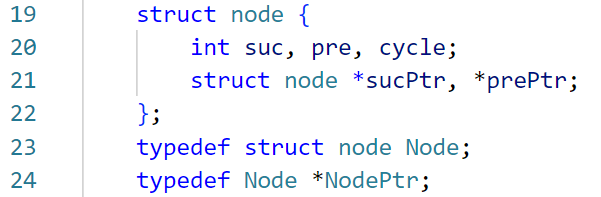 19 struct node {
20 int suc, pre, cycle;
21 struct node *sucPtr, *prePtr;
22 };
23 typedef struct node Node;
24 typedef Node *NodePtr;